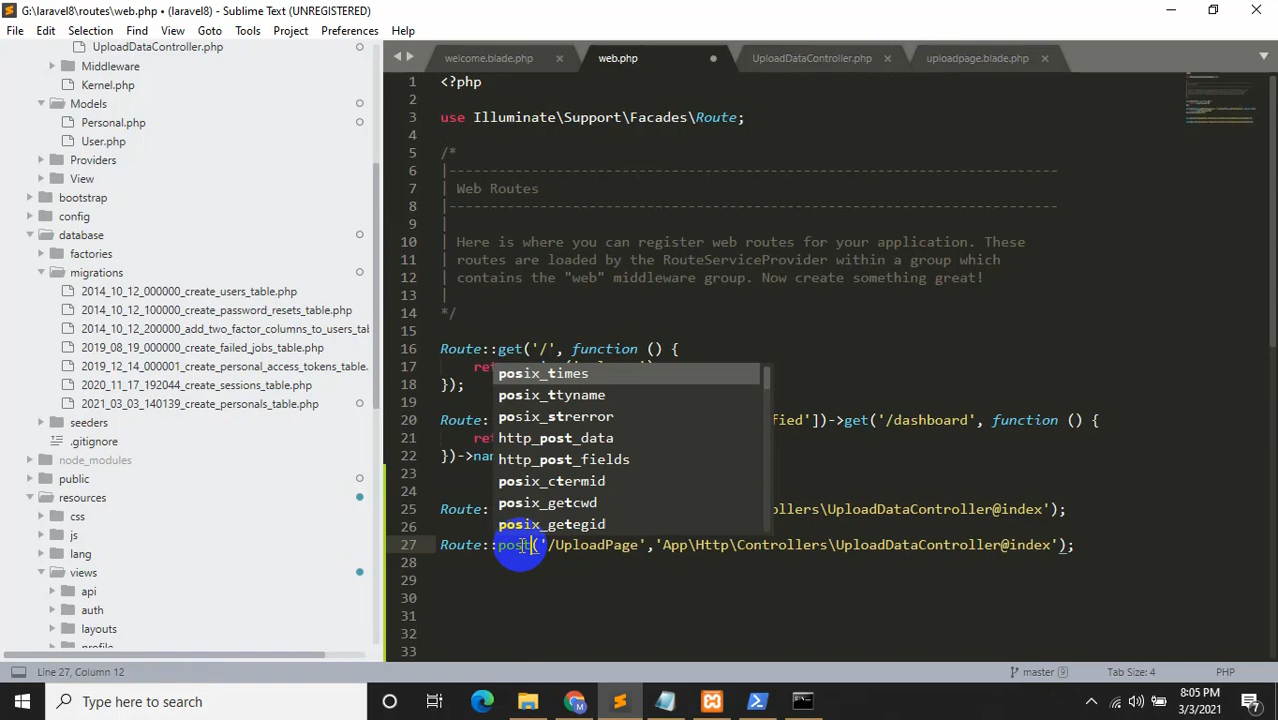 G:\laravel8\routes\web.php • (laravel8) - Sublime Text (UNREGISTERED)
File Edit Selection Find View Goto Tools Project Preferences Help
UploadDataController.php
Middleware
Kernel.php
Models
Personal.php
User.php
Providers
View
bootstrap
config
database
factories
migrations
2014_10_12_000000_create_users_table.php
2014_10_12_100000_create_password_resets_table.php
2014_10_12_200000_add_two_factor_columns_to_users_ta
2019_08_19_000000_create_failed_jobs_table.php
2019_12_14_000001_create_personal_access_tokens_table.
2020_11_17_192044_create_sessions_table.php
2021_03_03_140139_create_personals_table.php
seeders
.gitignore
node_modules
public
resources
css
js
lang
views
api
auth
layouts
profile
welcome.blade.php web.php UploadDataController.php uploadpage.blade.php
1 <?php
2
3 use Illuminate\Support\Facades\Route;
4
5 /*
6 |--------------------------------------------------------------------------
7 | Web Routes
8 |--------------------------------------------------------------------------
9 |
10 | Here is where you can register web routes for your application. These
11 | routes are loaded by the RouteServiceProvider within a group which
12 | contains the "web" middleware group. Now create something great!
13 |
14 */
15
16 Route::get('/', function () {
17 ret
18 });
19
20 Route: fied'])->get('/dashboard', function () {
21 ret
22 })->nam
23
24
25 Route: llers\UploadDataController@index');
26
27 Route::post('/UploadPage','App\Http\Controllers\UploadDataController@index');
28
29
30
31
32
33
posix_times
posix_ttyname
posix_strerror
http_post_data
http_post_fields
posix_ctermid
posix_getcwd
posix_getegid
Line 27, Column 12 master 9 Tab Size: 4 PHP
Type here to search
8:05 PM
3/3/2021
7